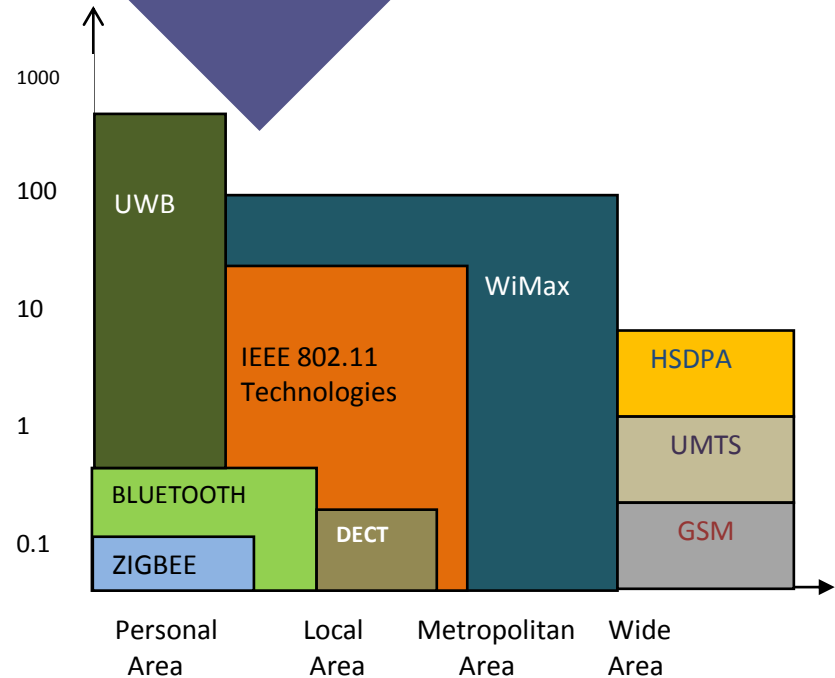 1000
100
UWB
WiMax
10
IEEE 802.11
Technologies
HSDPA
1
UMTS
BLUETOOTH
DECT
GSM
0.1
ZIGBEE
Personal
Area
Local
Area
Metropolitan
Area
Wide
Area